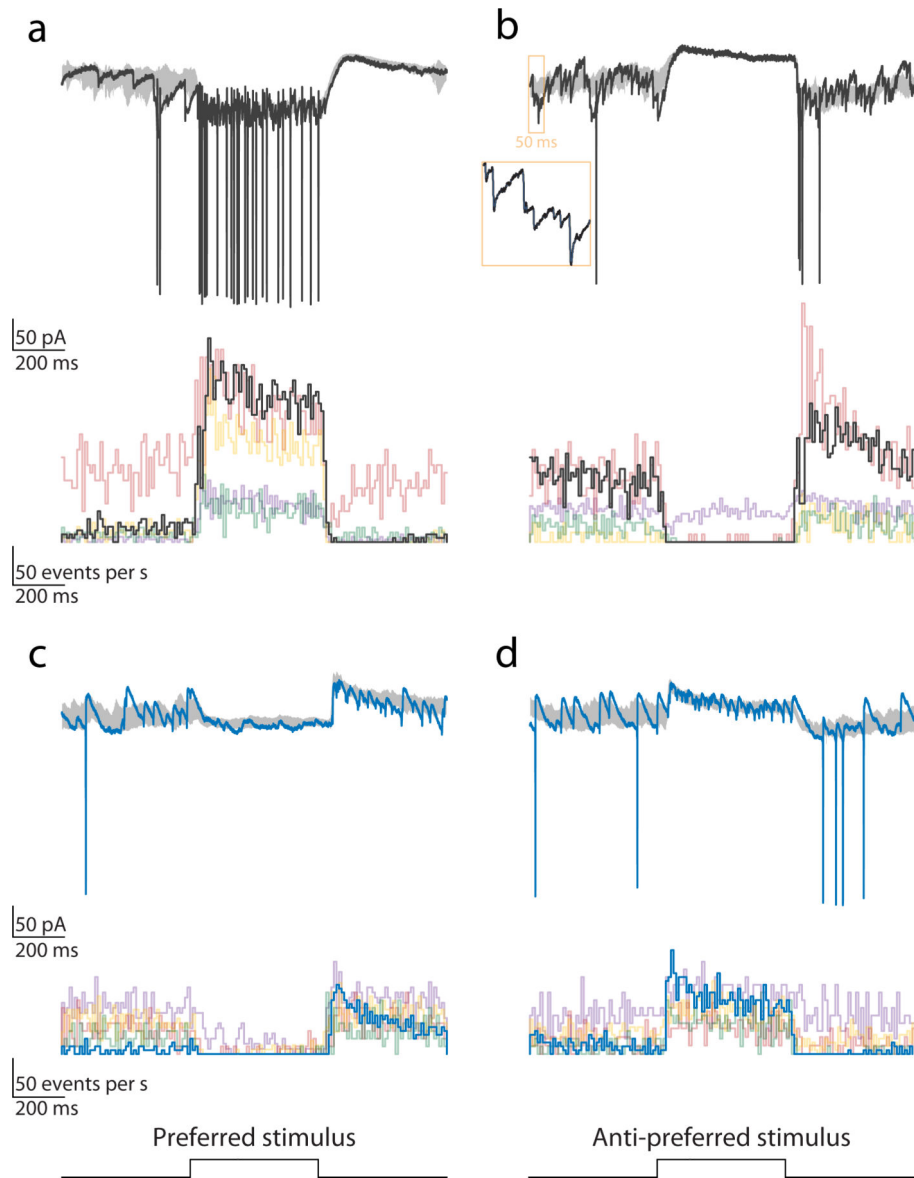 a
b
50 ms
50 pA
200 ms
50 events per s
200 ms
c
d
50 pA
200 ms
50 events per s
200 ms
Preferred stimulus
Anti-preferred stimulus